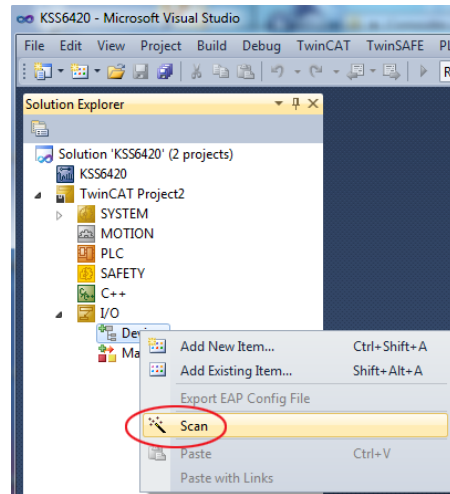 KSS6420 - Microsoft Visual Studio
File Edit View Project Build Debug TwinCAT TwinSAFE
Solution Explorer
Solution 'KSS6420' (2 projects)
KSS6420
TwinCAT Project2
SYSTEM
MOTION
PLC
SAFETY
C++
I/O
Add New Item... Ctrl+Shift+A
Add Existing Item... Shift+Alt+A
Export EAP Config File
Scan
Paste Ctrl+V
Paste with Links